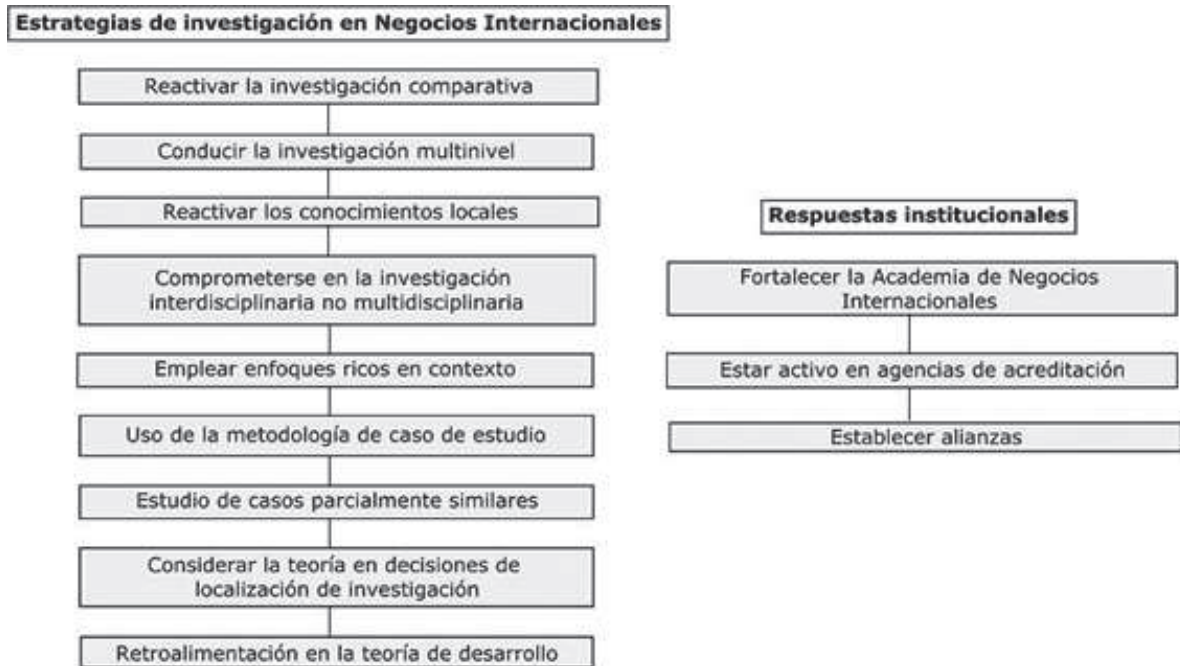 Estrategias de investigación en Negocios Internacionales
Reactivar la investigación comparativa
Conducir la investigación multinivel
Reactivar los conocimientos locales
Comprometerse en la investigación
interdisciplinaria no multidisciplinaria
Emplear enfoques ricos en contexto
Uso de la metodología de caso de estudio
Estudio de casos parcialmente similares
Considerar la teoría en decisiones de
localización de investigación
Retroalimentación en la teoría de desarrollo
Respuestas institucionales
Fortalecer la Academia de Negocios
Internacionales
Estar activo en agencias de acreditación
Establecer alianzas